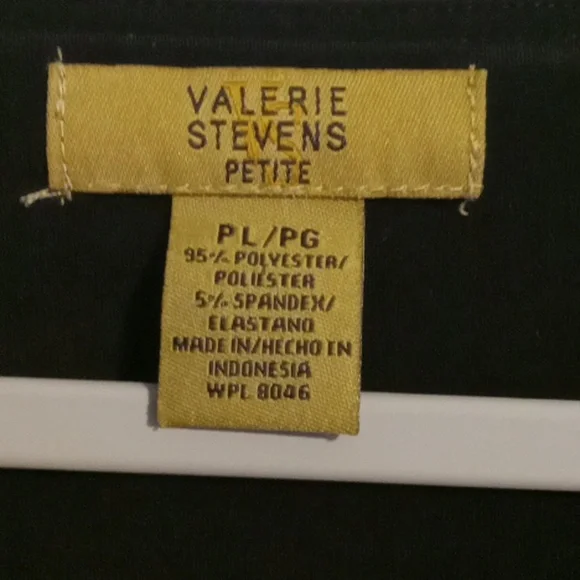 VALERIE
STEVENS
PETITE
PL/PG
95% POLYESTER/
POLIESTER
5% SPANDEX/
ELASTANO
MADE IN/HECHO EN
INDONESIA
WPL 8046